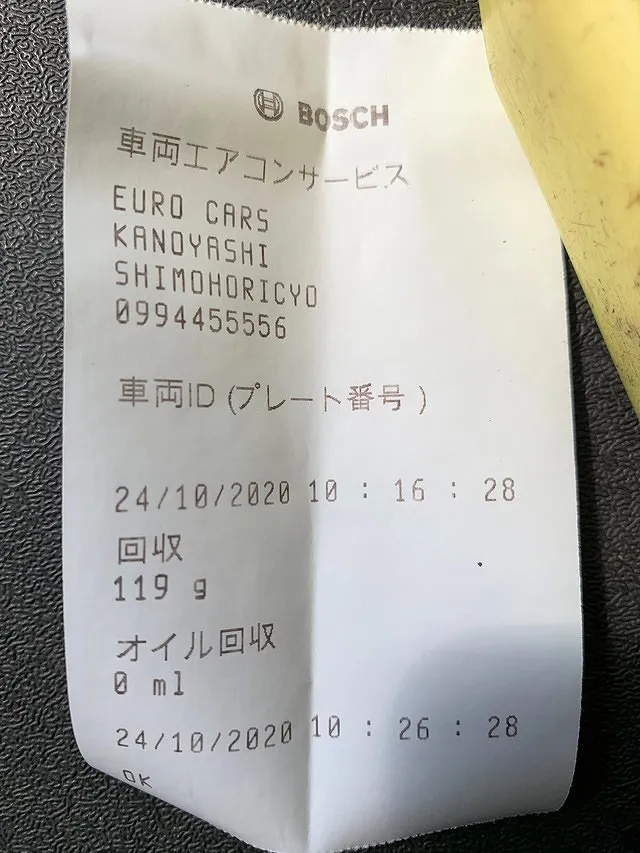 BOSCH
車両エアコンサービス
EURO CARS
KANOYASHI
SHIMOHORICYO
0994455556
車両ID (プレート番号 )
24/10/2020 10 : 16 : 28
回収
119 g
オイル回収
0 ml
24/10/2020 10 : 26 : 28
OK